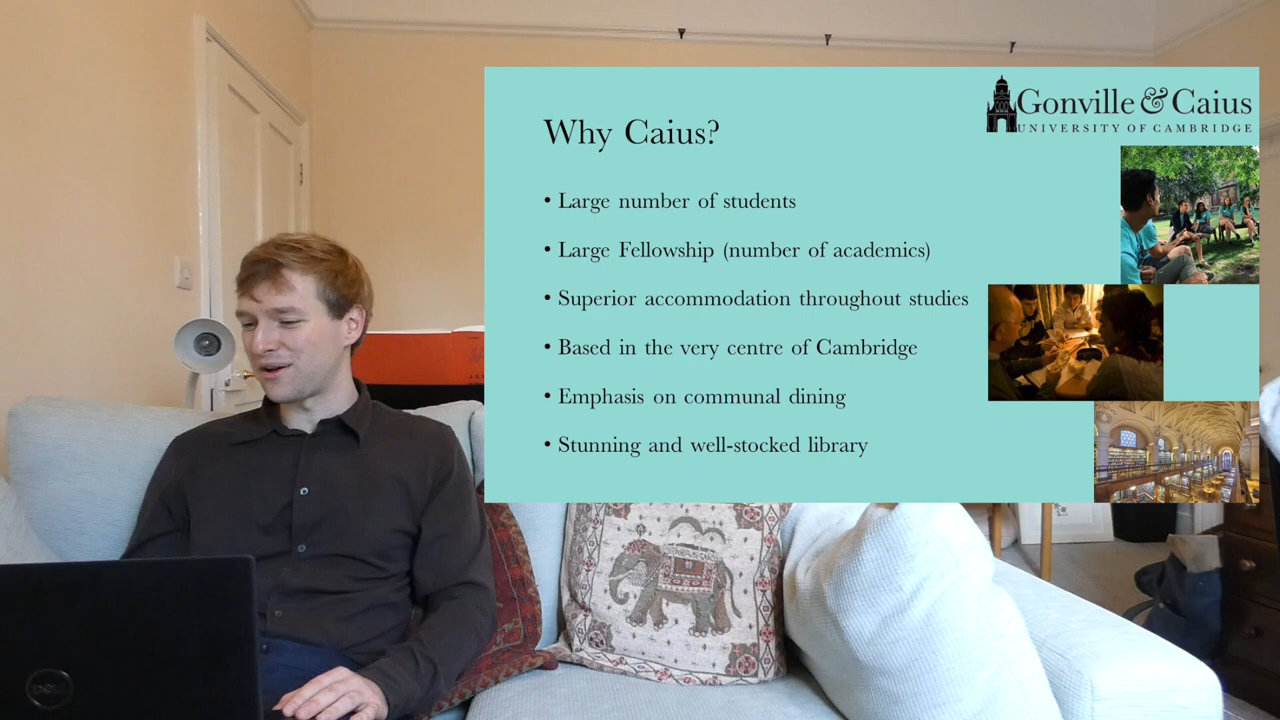 Gonville & Caius
UNIVERSITY OF CAMBRIDGE
Why Caius?
• Large number of students
• Large Fellowship (number of academics)
• Superior accommodation throughout studies
• Based in the very centre of Cambridge
• Emphasis on communal dining
• Stunning and well-stocked library
DELL